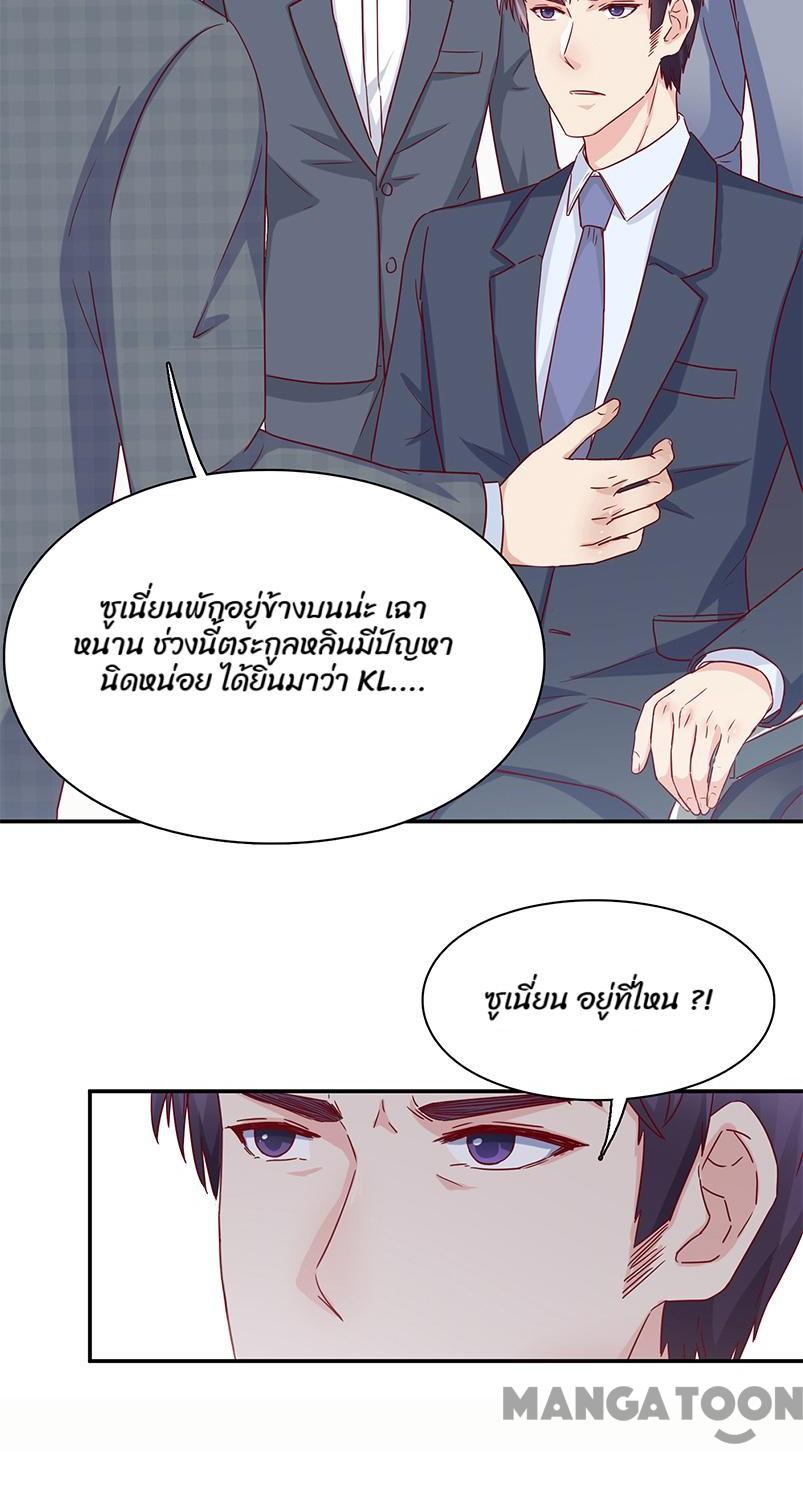 ซูเนี่ยนพักอยู่ข้างบนน่ะ เฉา
หนาน ช่วงนี้ตระกูลหลินมีปัญหา
นิดหน่อย ได้ยินมาว่า KL....
ซูเนี่ยน อยู่ที่ไหน ?!
MANGATOON